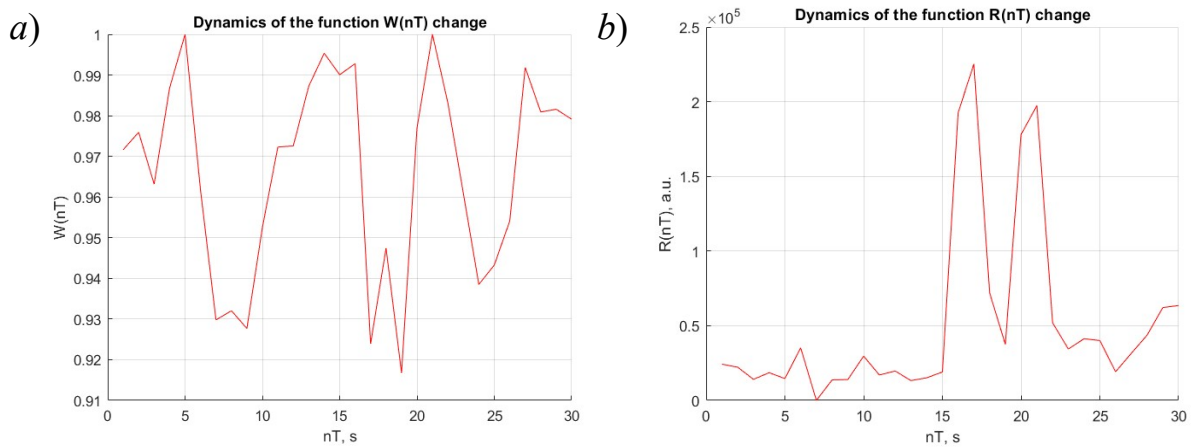 a)
Dynamics of the function W(nT) change
1
0.99
0.98
0.97
0.96
0.95
0.94
0.93
0.92
0.91
W(nT)
0 5 10 15 20 25 30
nT, s
b)
Dynamics of the function R(nT) change
×10⁵
2.5
2
1.5
1
0.5
0
R(nT), a.u.
0 5 10 15 20 25 30
nT, s